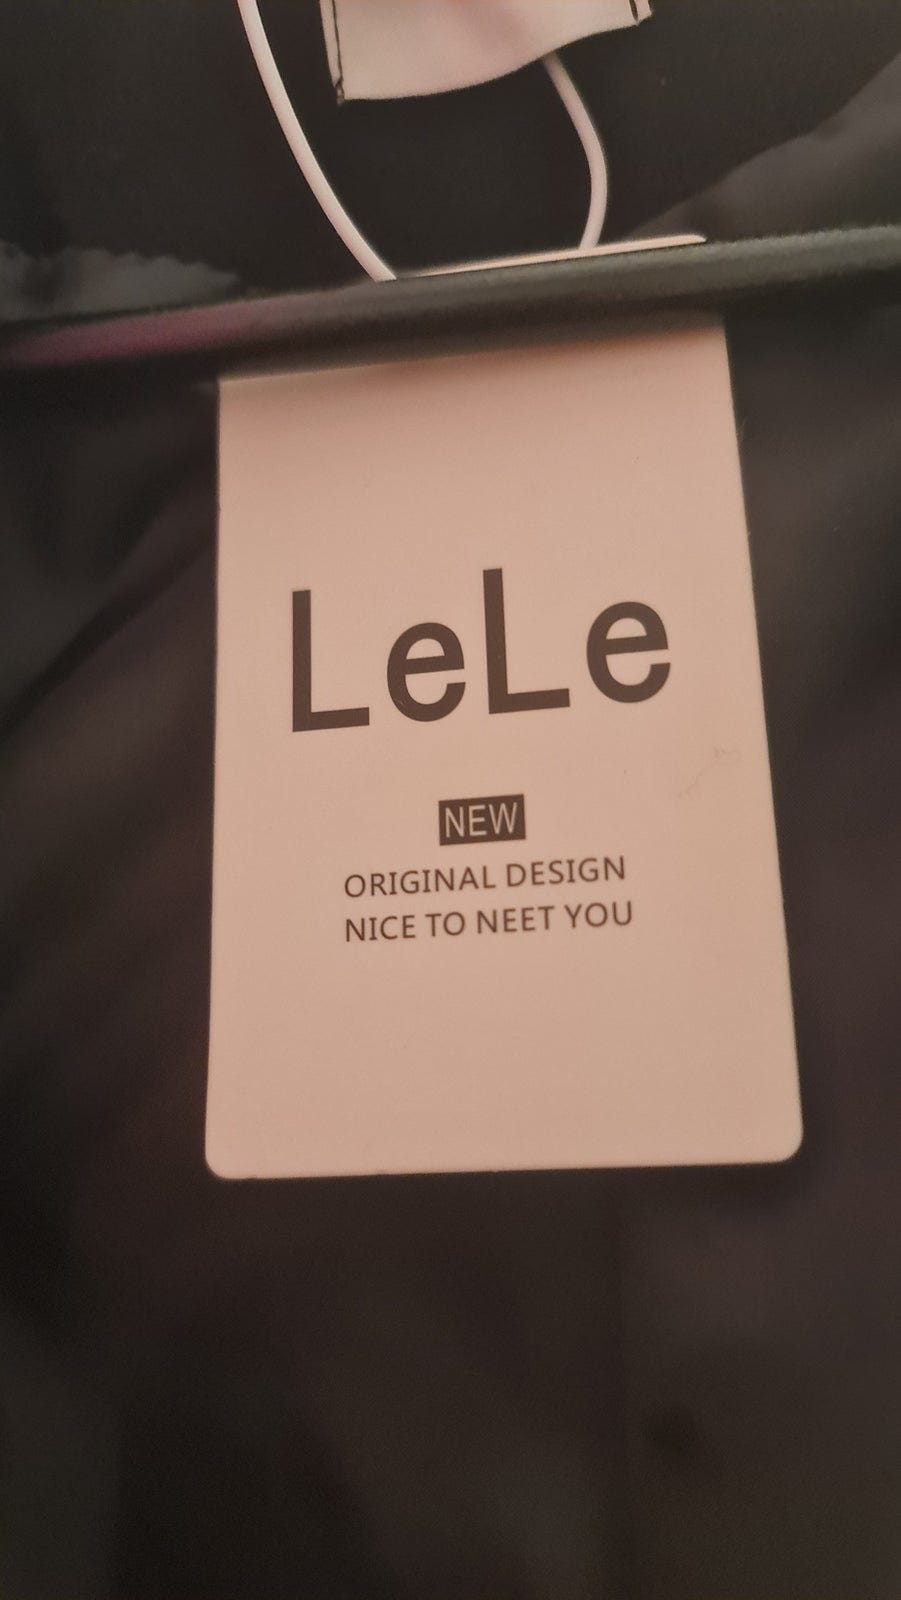 LeLe
NEW
ORIGINAL DESIGN
NICE TO NEET YOU